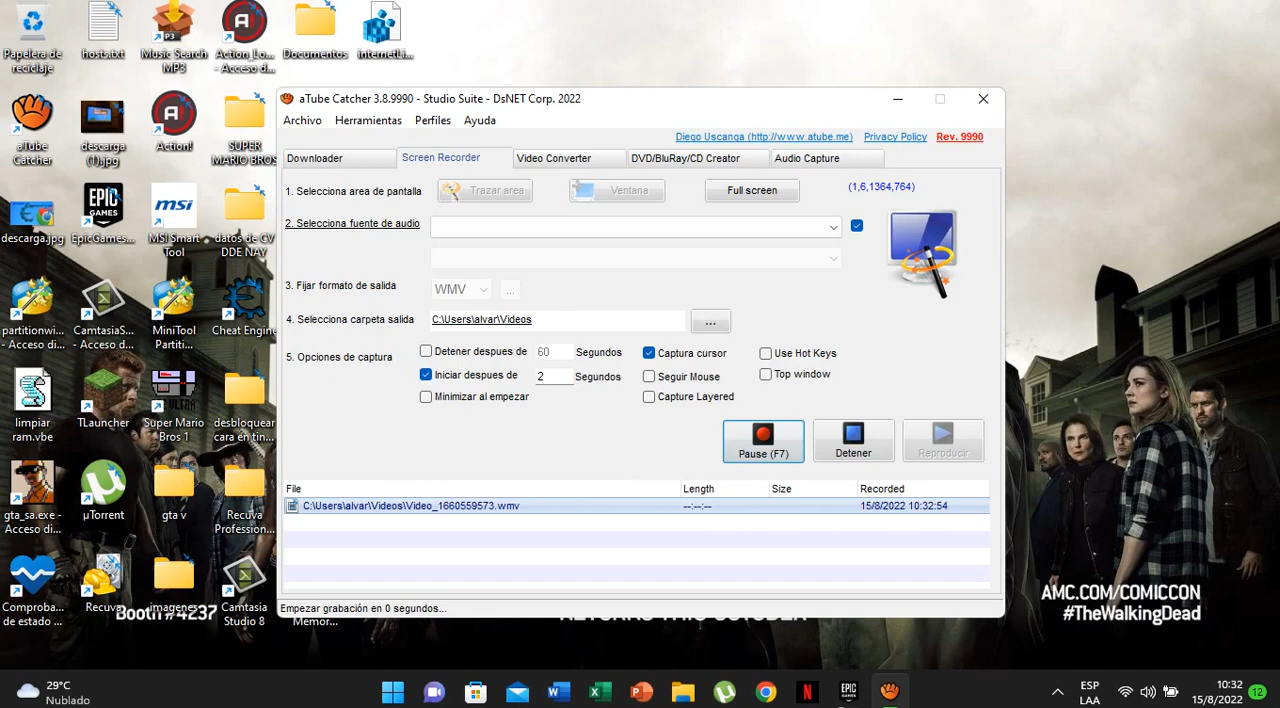 Papelera de reciclaje
hosts.txt
Music Search MP3
Action_Lo... - Acceso d...
Documentos
internetLi...
aTube Catcher
descarga (1).jpg
Action!
SUPER MARIO BROS
descarga.jpg
EpicGames...
MSI Smart Tool
datos de CV DDE NAY
partitionwi... - Acceso di...
CamtasiaS... - Acceso d...
MiniTool Partiti...
Cheat Engine
limpiar ram.vbe
TLauncher
Super Mario Bros 1
desbloquear cara en tin...
gta_sa.exe - Acceso di...
µTorrent
gta v
Recuva Profession...
Comproba... de estado ...
Recuva
imagenes
Camtasia Studio 8
Memor...
aTube Catcher 3.8.9990 - Studio Suite - DsNET Corp. 2022
Archivo Herramientas Perfiles Ayuda
Diego Uscanga (http://www.atube.me) Privacy Policy Rev. 9990
Downloader Screen Recorder Video Converter DVD/BluRay/CD Creator Audio Capture
1. Selecciona area de pantalla Trazar area Ventana Full screen (1,6,1364,764)
2. Selecciona fuente de audio
3. Fijar formato de salida WMV ...
4. Selecciona carpeta salida C:\Users\alvar\Videos ...
5. Opciones de captura Detener despues de 60 Segundos Captura cursor Use Hot Keys
Iniciar despues de 2 Segundos Seguir Mouse Top window
Minimizar al empezar Capture Layered
Pause (F7) Detener Reproducir
File Length Size Recorded
C:\Users\alvar\Videos\Video_1660559573.wmv --:--:-- 15/8/2022 10:32:54
Empezar grabación en 0 segundos...
Booth #4237
AMC.COM/COMICCON
#TheWalkingDead
29°C
Nublado
ESP
LAA
10:32
15/8/2022
12